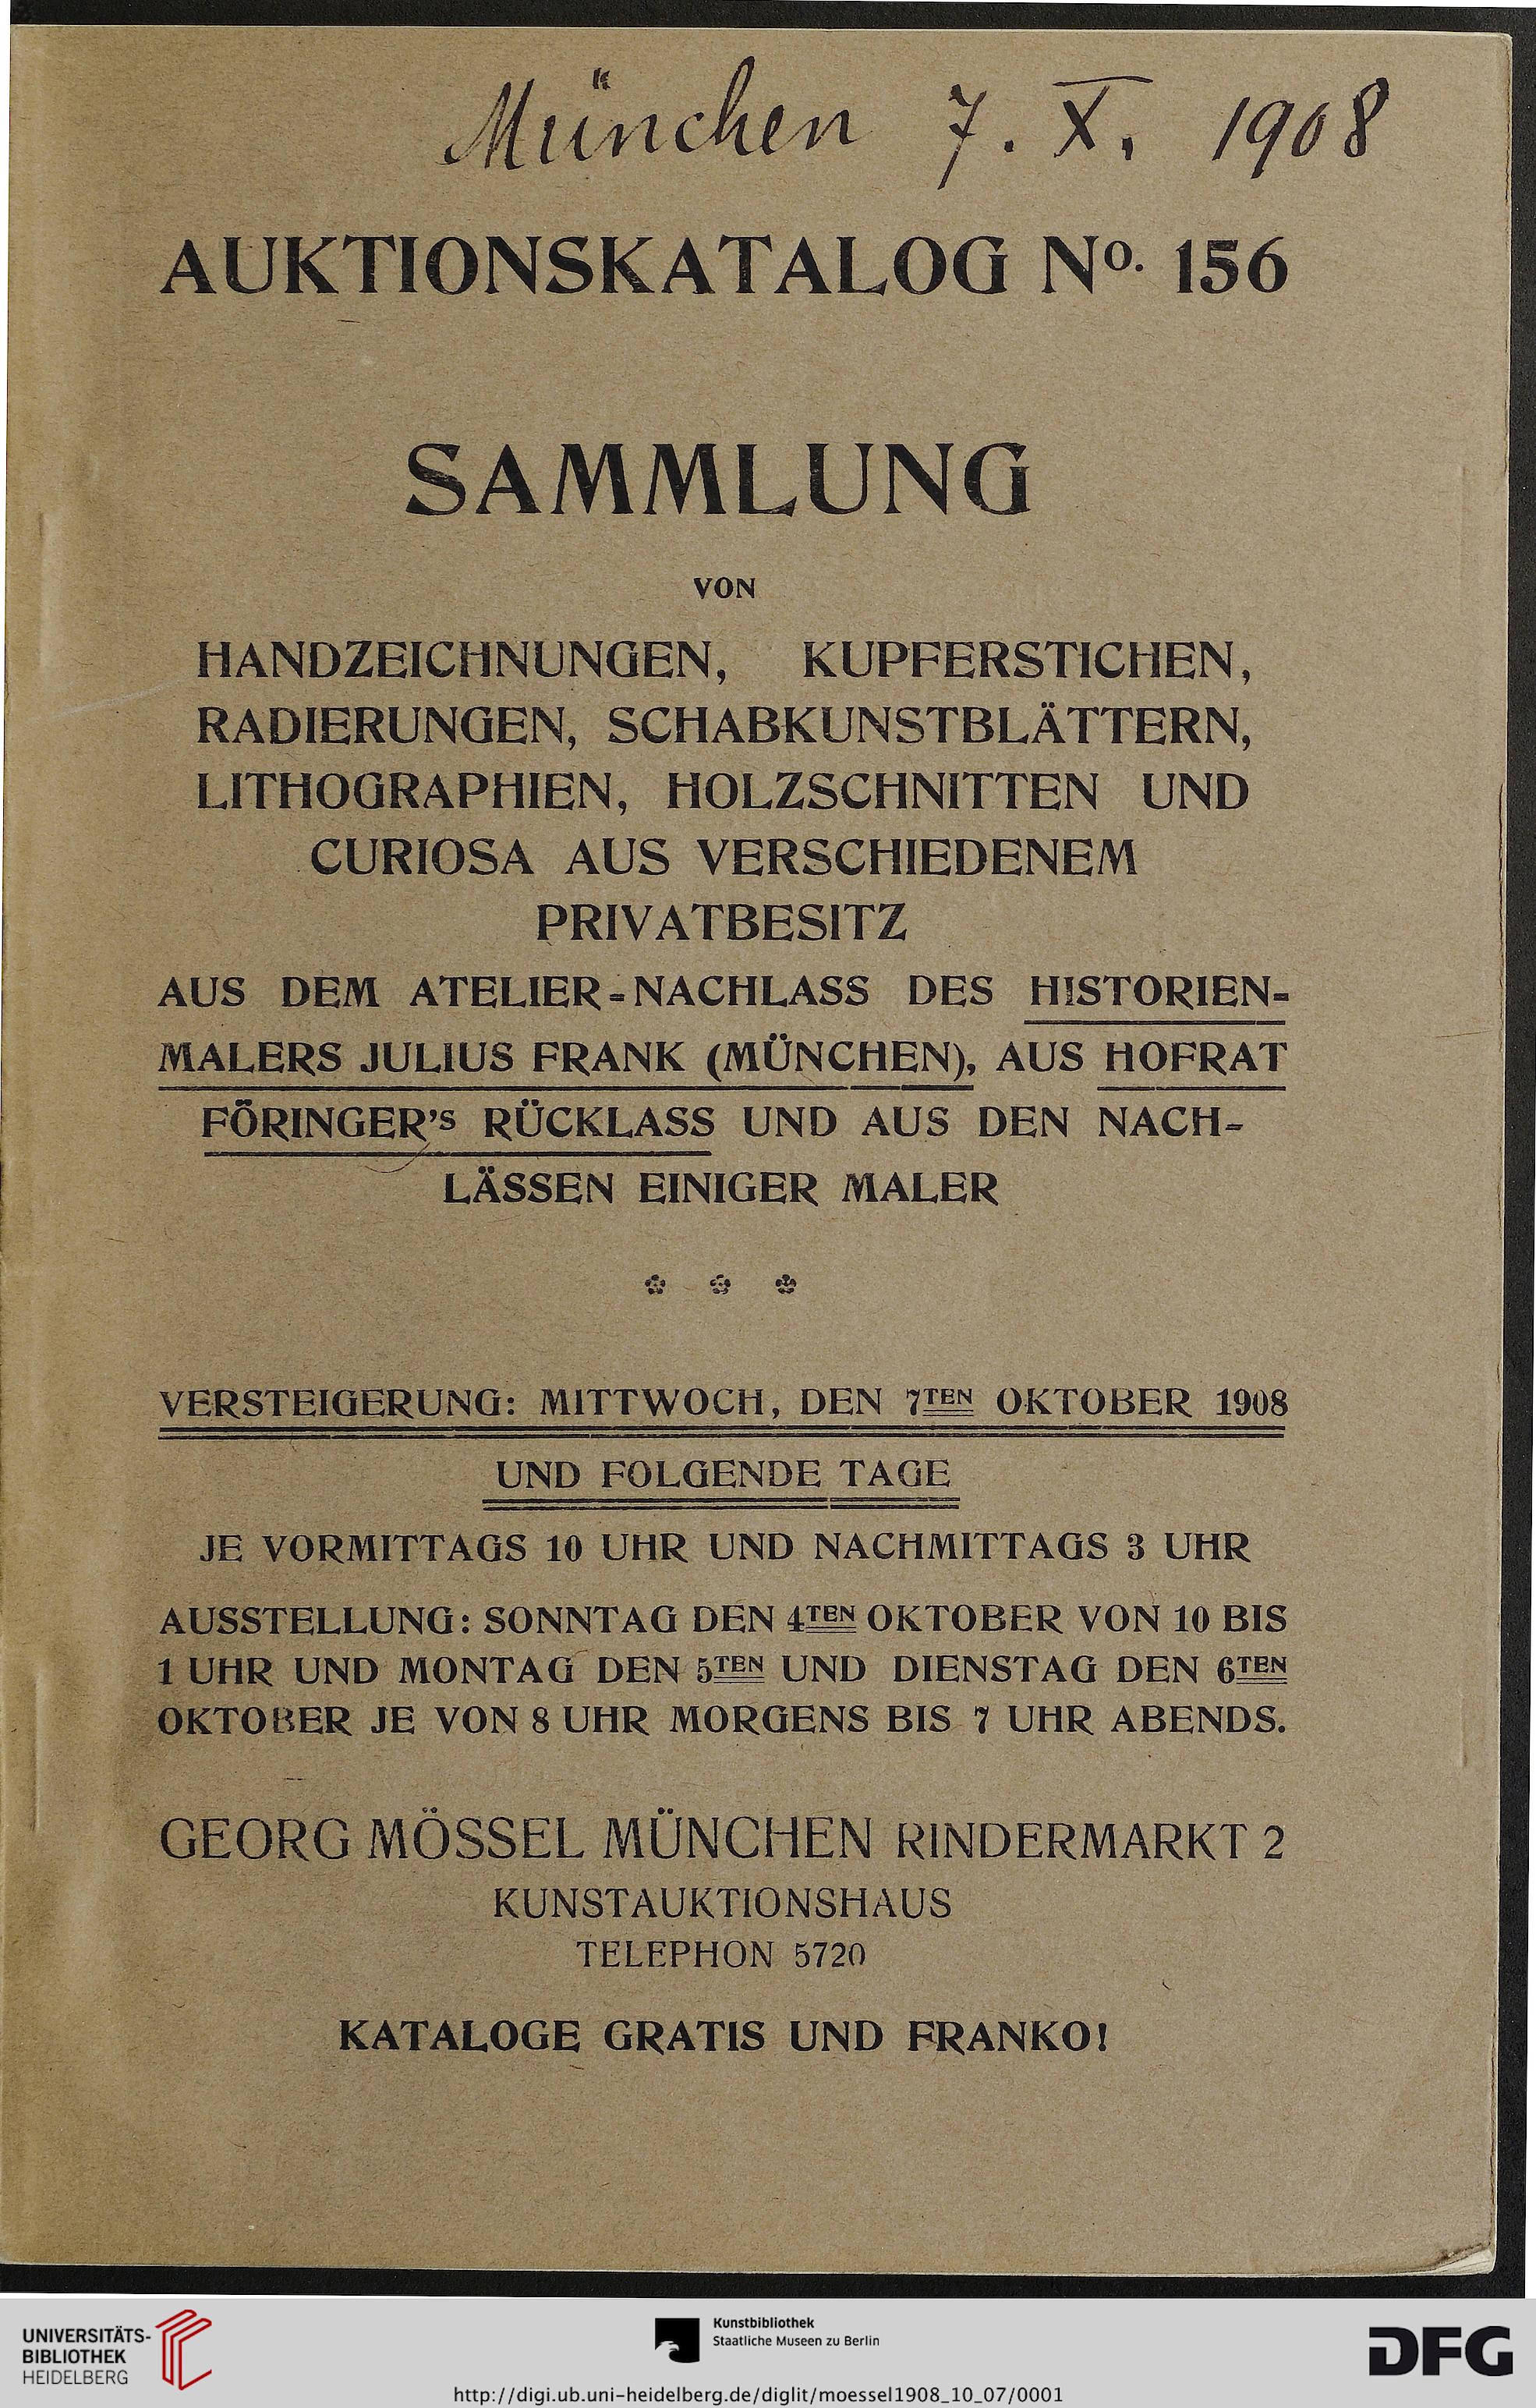 München 7. X. 1908
AUKTIONSKATALOG No. 156
SAMMLUNG
VON
HANDZEICHNUNGEN, KUPFERSTICHEN,
RADIERUNGEN, SCHABKUNSTBLÄTTERN,
LITHOGRAPHIEN, HOLZSCHNITTEN UND
CURIOSA AUS VERSCHIEDENEM
PRIVATBESITZ
AUS DEM ATELIER-NACHLASS DES HISTORIEN-
MALERS JULIUS FRANK (MÜNCHEN), AUS HOFRAT
FÖRINGER's RÜCKLASS UND AUS DEN NACH-
LÄSSEN EINIGER MALER
VERSTEIGERUNG: MITTWOCH, DEN 7TEN OKTOBER 1908
UND FOLGENDE TAGE
JE VORMITTAGS 10 UHR UND NACHMITTAGS 3 UHR
AUSSTELLUNG: SONNTAG DEN 4TEN OKTOBER VON 10 BIS
1 UHR UND MONTAG DEN 5TEN UND DIENSTAG DEN 6TEN
OKTOBER JE VON 8 UHR MORGENS BIS 7 UHR ABENDS.
GEORG MÖSSEL MÜNCHEN RINDERMARKT 2
KUNSTAUKTIONSHAUS
TELEPHON 5720
KATALOGE GRATIS UND FRANKO!
UNIVERSITÄTS-
BIBLIOTHEK
HEIDELBERG
Kunstbibliothek
Staatliche Museen zu Berlin
DFG
http://digi.ub.uni-heidelberg.de/diglit/moessel1908_10_07/0001